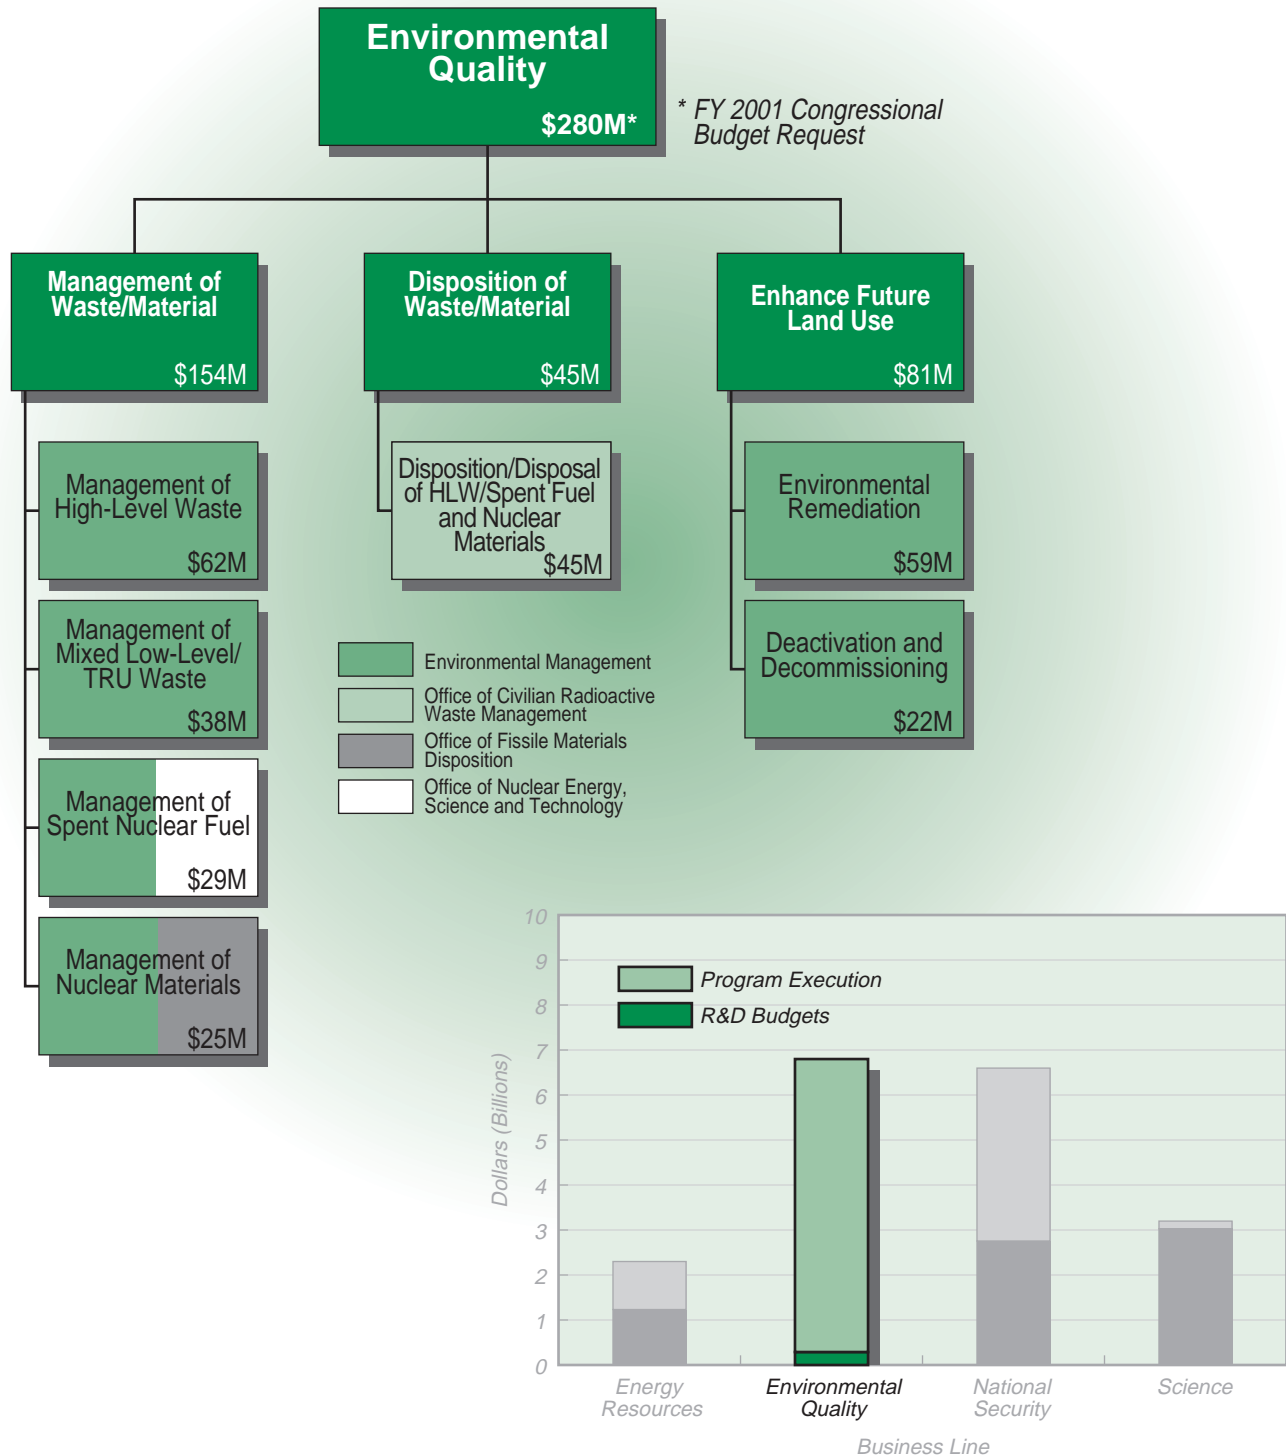 Environmental
Quality
$280M*
* FY 2001 Congressional
Budget Request
Management of
Waste/Material
$154M
Disposition of
Waste/Material
$45M
Enhance Future
Land Use
$81M
Management of
High-Level Waste
$62M
Management of
Mixed Low-Level/
TRU Waste
$38M
Management of
Spent Nuclear Fuel
$29M
Management of
Nuclear Materials
$25M
Disposition/Disposal
of HLW/Spent Fuel
and Nuclear
Materials
$45M
Environmental
Remediation
$59M
Deactivation and
Decommissioning
$22M
Environmental Management
Office of Civilian Radioactive
Waste Management
Office of Fissile Materials
Disposition
Office of Nuclear Energy,
Science and Technology
10
9
8
7
6
5
4
3
2
1
0
Dollars (Billions)
Program Execution
R&D Budgets
Energy
Resources
Environmental
Quality
National
Security
Science
Business Line